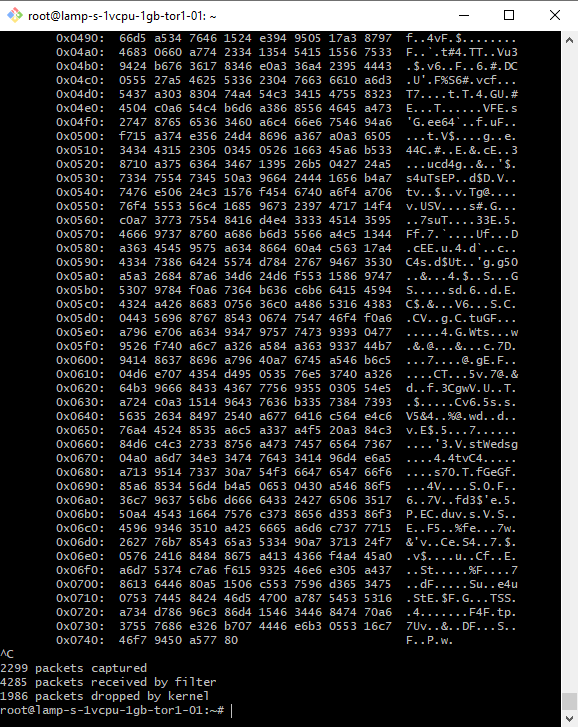 root@lamp-s-1vcpu-1gb-tor1-01: ~
0x0490: 66d5 a534 7646 1524 e394 9505 17a3 8797 f..4vF.$........
0x04a0: 4683 0660 a774 2334 1354 5415 1556 7533 F..`.t#4.TT..Vu3
0x04b0: 9424 b676 3617 8346 e0a3 36a4 2395 4443 .$.v6..F..6.#.DC
0x04c0: 0555 27a5 4625 5336 2304 7663 6610 a6d3 .U'.F%S6#.vcf...
0x04d0: 5437 a303 8304 74a4 54c3 3415 4755 8323 T7....t.T.4.GU.#
0x04e0: 4504 c0a6 54c4 b6d6 a386 8556 4645 a473 E...T......VFE.s
0x04f0: 2747 8765 6536 3460 a6c4 66e6 7546 94a6 'G.ee64`..f.uF..
0x0500: f715 a374 e356 24d4 8696 a367 a0a3 6505 ...t.V$....g..e.
0x0510: 3434 4315 2305 0345 0526 1663 45a6 b533 44C.#..E.&.cE..3
0x0520: 8710 a375 6364 3467 1395 26b5 0427 24a5 ...ucd4g..&..'$.
0x0530: 7334 7554 7345 50a3 9664 2444 1656 b4a7 s4uTsEP..d$D.V..
0x0540: 7476 e506 24c3 1576 f454 6740 a6f4 a706 tv..$..v.Tg@....
0x0550: 76f4 5553 56c4 1685 9673 2397 4717 14f4 v.USV....s#.G...
0x0560: c0a7 3773 7554 8416 d4e4 3333 4514 3595 ..7suT....33E.5.
0x0570: 4666 9737 8760 a686 b6d3 5566 a4c5 1344 Ff.7.`....Uf...D
0x0580: a363 4545 9575 a634 8664 60a4 c563 17a4 .cEE.u.4.d`..c..
0x0590: 4334 7386 6424 5574 d784 2767 9467 3530 C4s.d$Ut..'g.g50
0x05a0: a5a3 2684 87a6 34d6 24d6 f553 1586 9747 ..&...4.$..S...G
0x05b0: 5307 9784 f0a6 7364 b636 c6b6 6415 4594 S.....sd.6..d.E.
0x05c0: 4324 a426 8683 0756 36c0 a486 5316 4383 C$.&...V6...S.C.
0x05d0: 0443 5696 8767 8543 0674 7547 46f4 f0a6 .CV..g.C.tuGF...
0x05e0: a796 e706 a634 9347 9757 7473 9393 0477 .....4.G.Wts...w
0x05f0: 9526 f740 a6c7 a326 a584 a363 9337 44b7 .&.@...&...c.7D.
0x0600: 9414 8637 8696 a796 40a7 6745 a546 b6c5 ...7....@.gE.F..
0x0610: 04d6 e707 4354 d495 0535 76e5 3740 a326 ....CT...5v.7@.&
0x0620: 64b3 9666 8433 4367 7756 9355 0305 54e5 d..f.3CgwV.U..T.
0x0630: a724 c0a3 1514 9643 7636 b335 7384 7393 .$.....Cv6.5s.s.
0x0640: 5635 2634 8497 2540 a677 6416 c564 e4c6 V5&4..%@.wd..d..
0x0650: 76a4 4524 8535 a6c5 a337 a4f5 20a3 84c3 v.E$.5...7......
0x0660: 84d6 c4c3 2733 8756 a473 7457 6564 7367 ....'3.V.stWedsg
0x0670: 04a0 a6d7 34e3 3474 7643 3414 96d4 e6a5 ....4.4tvC4.....
0x0680: a713 9514 7337 30a7 54f3 6647 6547 66f6 ....s70.T.fGeGf.
0x0690: 85a6 8534 56d4 b4a5 0653 0430 a546 86f5 ...4V....S.0.F..
0x06a0: 36c7 9637 56b6 d666 6433 2427 6506 3517 6..7V..fd3$'e.5.
0x06b0: 50a4 4543 1664 7576 c373 8656 d353 86f3 P.EC.duv.s.V.S..
0x06c0: 4596 9346 3510 a425 6665 a6d6 c737 7715 E..F5..%fe...7w.
0x06d0: 2627 76b7 8543 65a3 5334 90a7 3713 24f7 &'v..Ce.S4..7.$.
0x06e0: 0576 2416 8484 8675 a413 4366 f4a4 45a0 .v$....u..Cf..E.
0x06f0: a6d7 5374 c7a6 f615 9325 46e6 e305 a437 ..St.....%F....7
0x0700: 8613 6446 80a5 1506 c553 7596 d365 3475 ..dF.....Su..e4u
0x0710: 0753 7445 8424 46d5 4700 a787 5453 5316 .StE.$F.G...TSS.
0x0720: a734 d786 96c3 86d4 1546 3446 8474 70a6 .4.......F4F.tp.
0x0730: 3755 7686 e326 b707 4446 e6b3 0553 16c7 7Uv..&..DF...S..
0x0740: 46f7 9450 a577 80 F..P.w.
^C
2299 packets captured
4285 packets received by filter
1986 packets dropped by kernel
root@lamp-s-1vcpu-1gb-tor1-01:~#